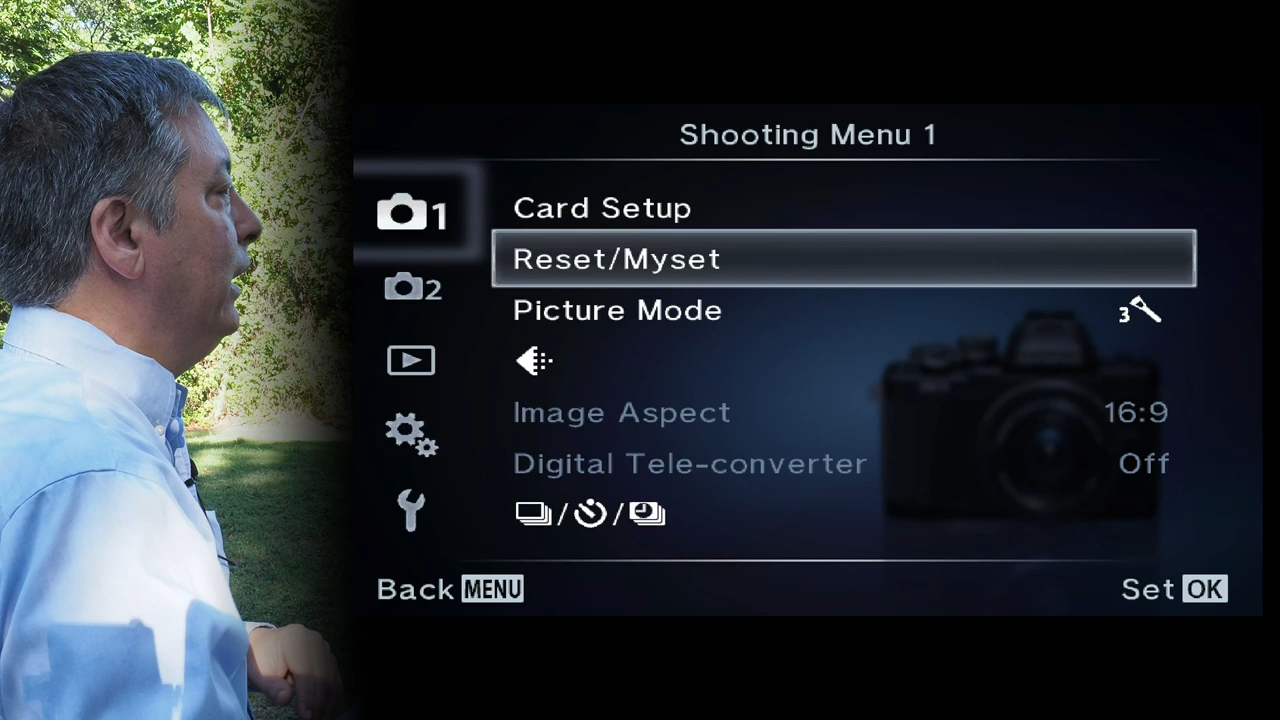 Shooting Menu 1
1
Card Setup
Reset/Myset
2
Picture Mode 3
Image Aspect 16:9
Digital Tele-converter Off
/ /
Back MENU Set OK